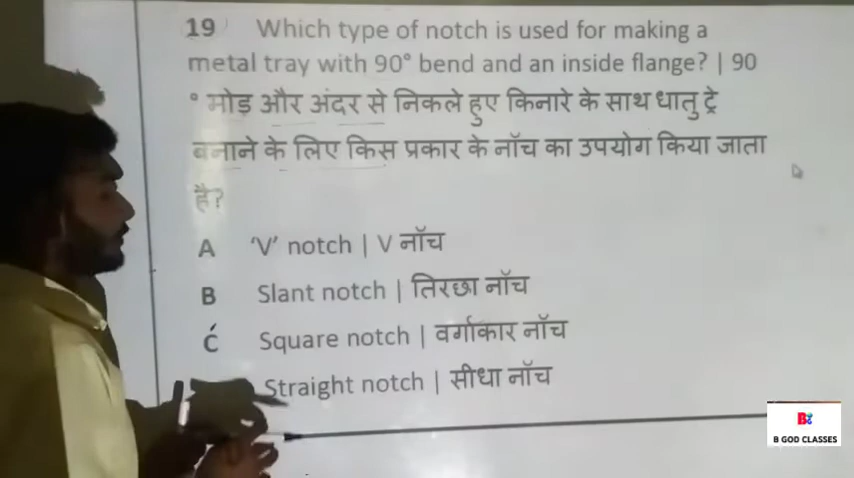 19 Which type of notch is used for making a
metal tray with 90° bend and an inside flange? | 90
° मोड़ और अंदर से निकले हुए किनारे के साथ धातु ट्रे
बनाने के लिए किस प्रकार के नॉच का उपयोग किया जाता
है?
A 'V' notch | V नॉच
B Slant notch | तिरछा नॉच
C Square notch | वर्गाकार नॉच
Straight notch | सीधा नॉच
B GOD CLASSES